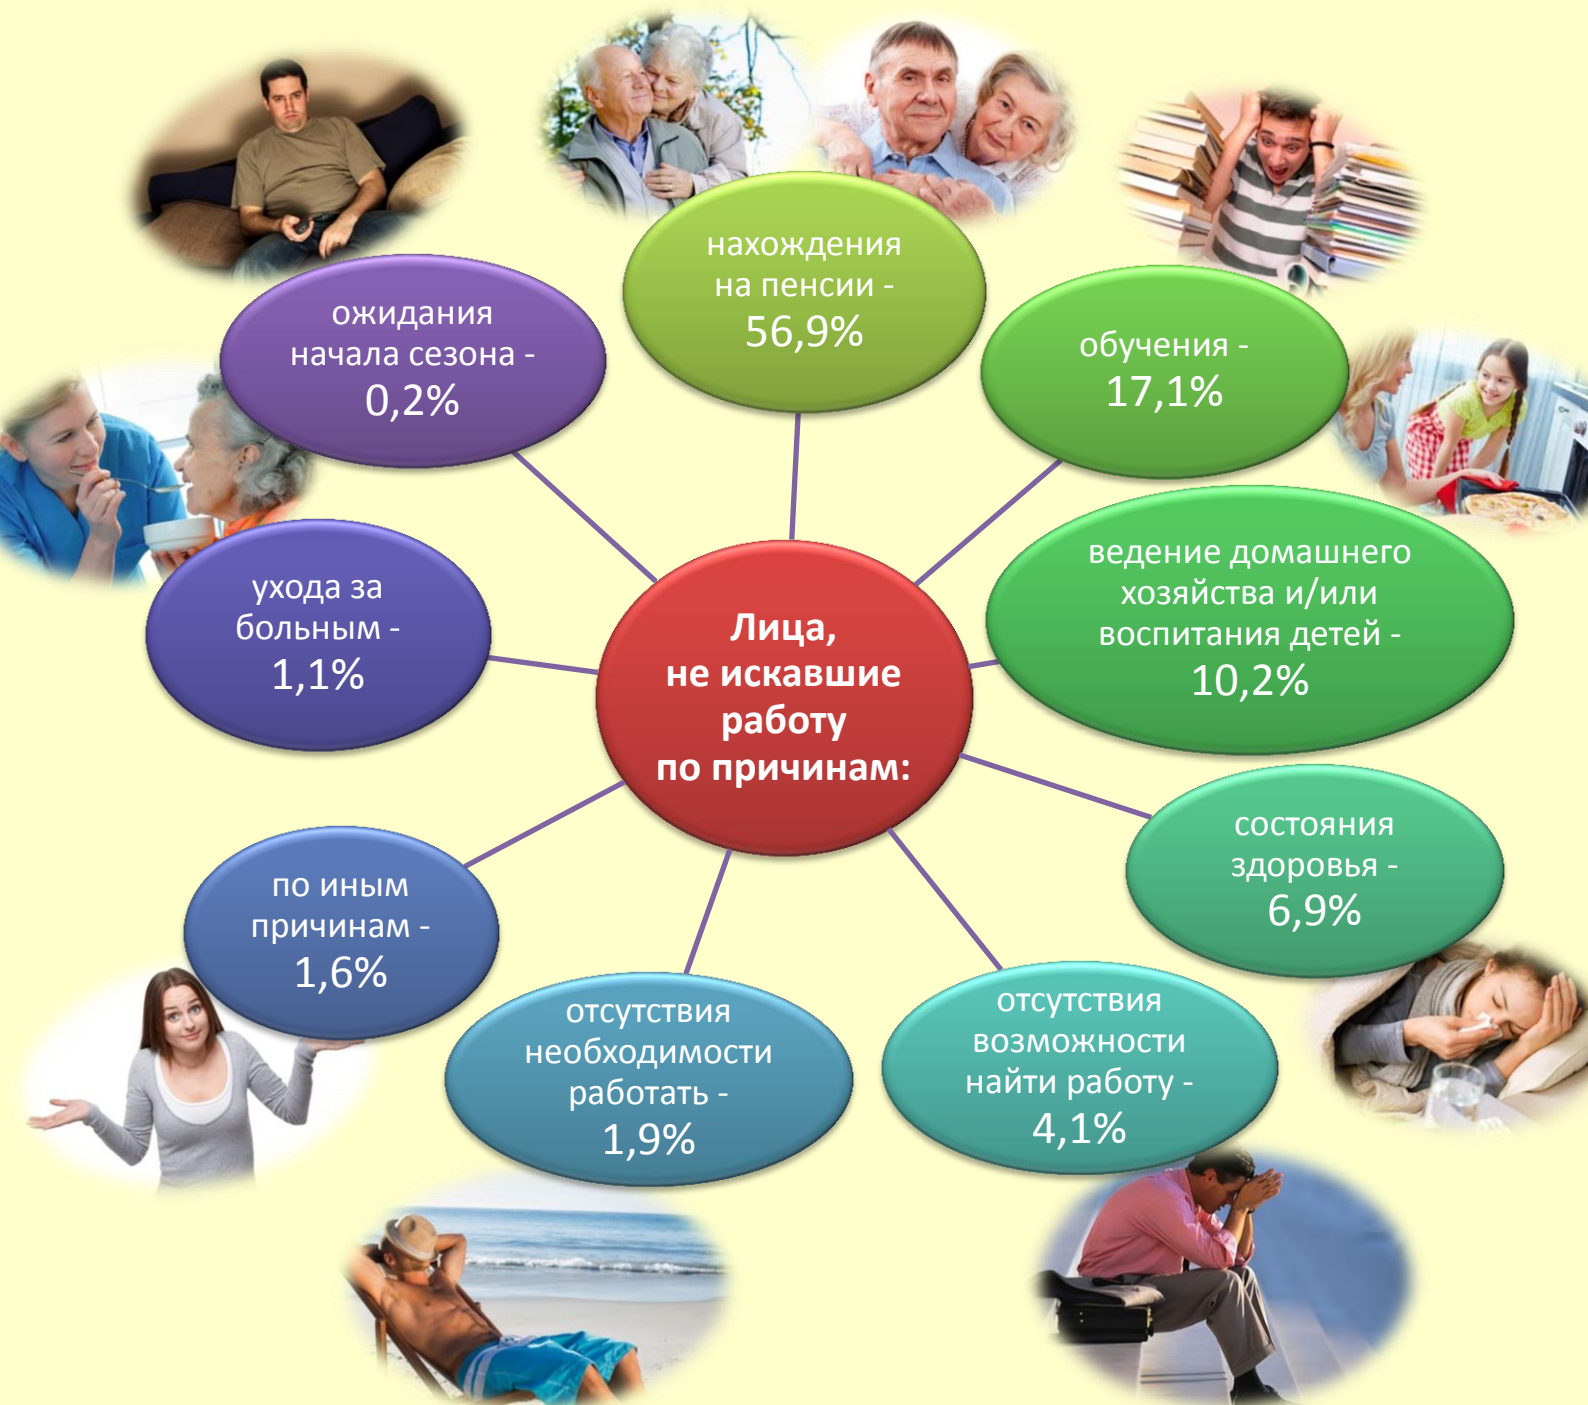 Лица,
не искавшие
работу
по причинам:
нахождения
на пенсии -
56,9%
обучения -
17,1%
ведение домашнего
хозяйства и/или
воспитания детей -
10,2%
состояния
здоровья -
6,9%
отсутствия
возможности
найти работу -
4,1%
отсутствия
необходимости
работать -
1,9%
по иным
причинам -
1,6%
ухода за
больным -
1,1%
ожидания
начала сезона -
0,2%